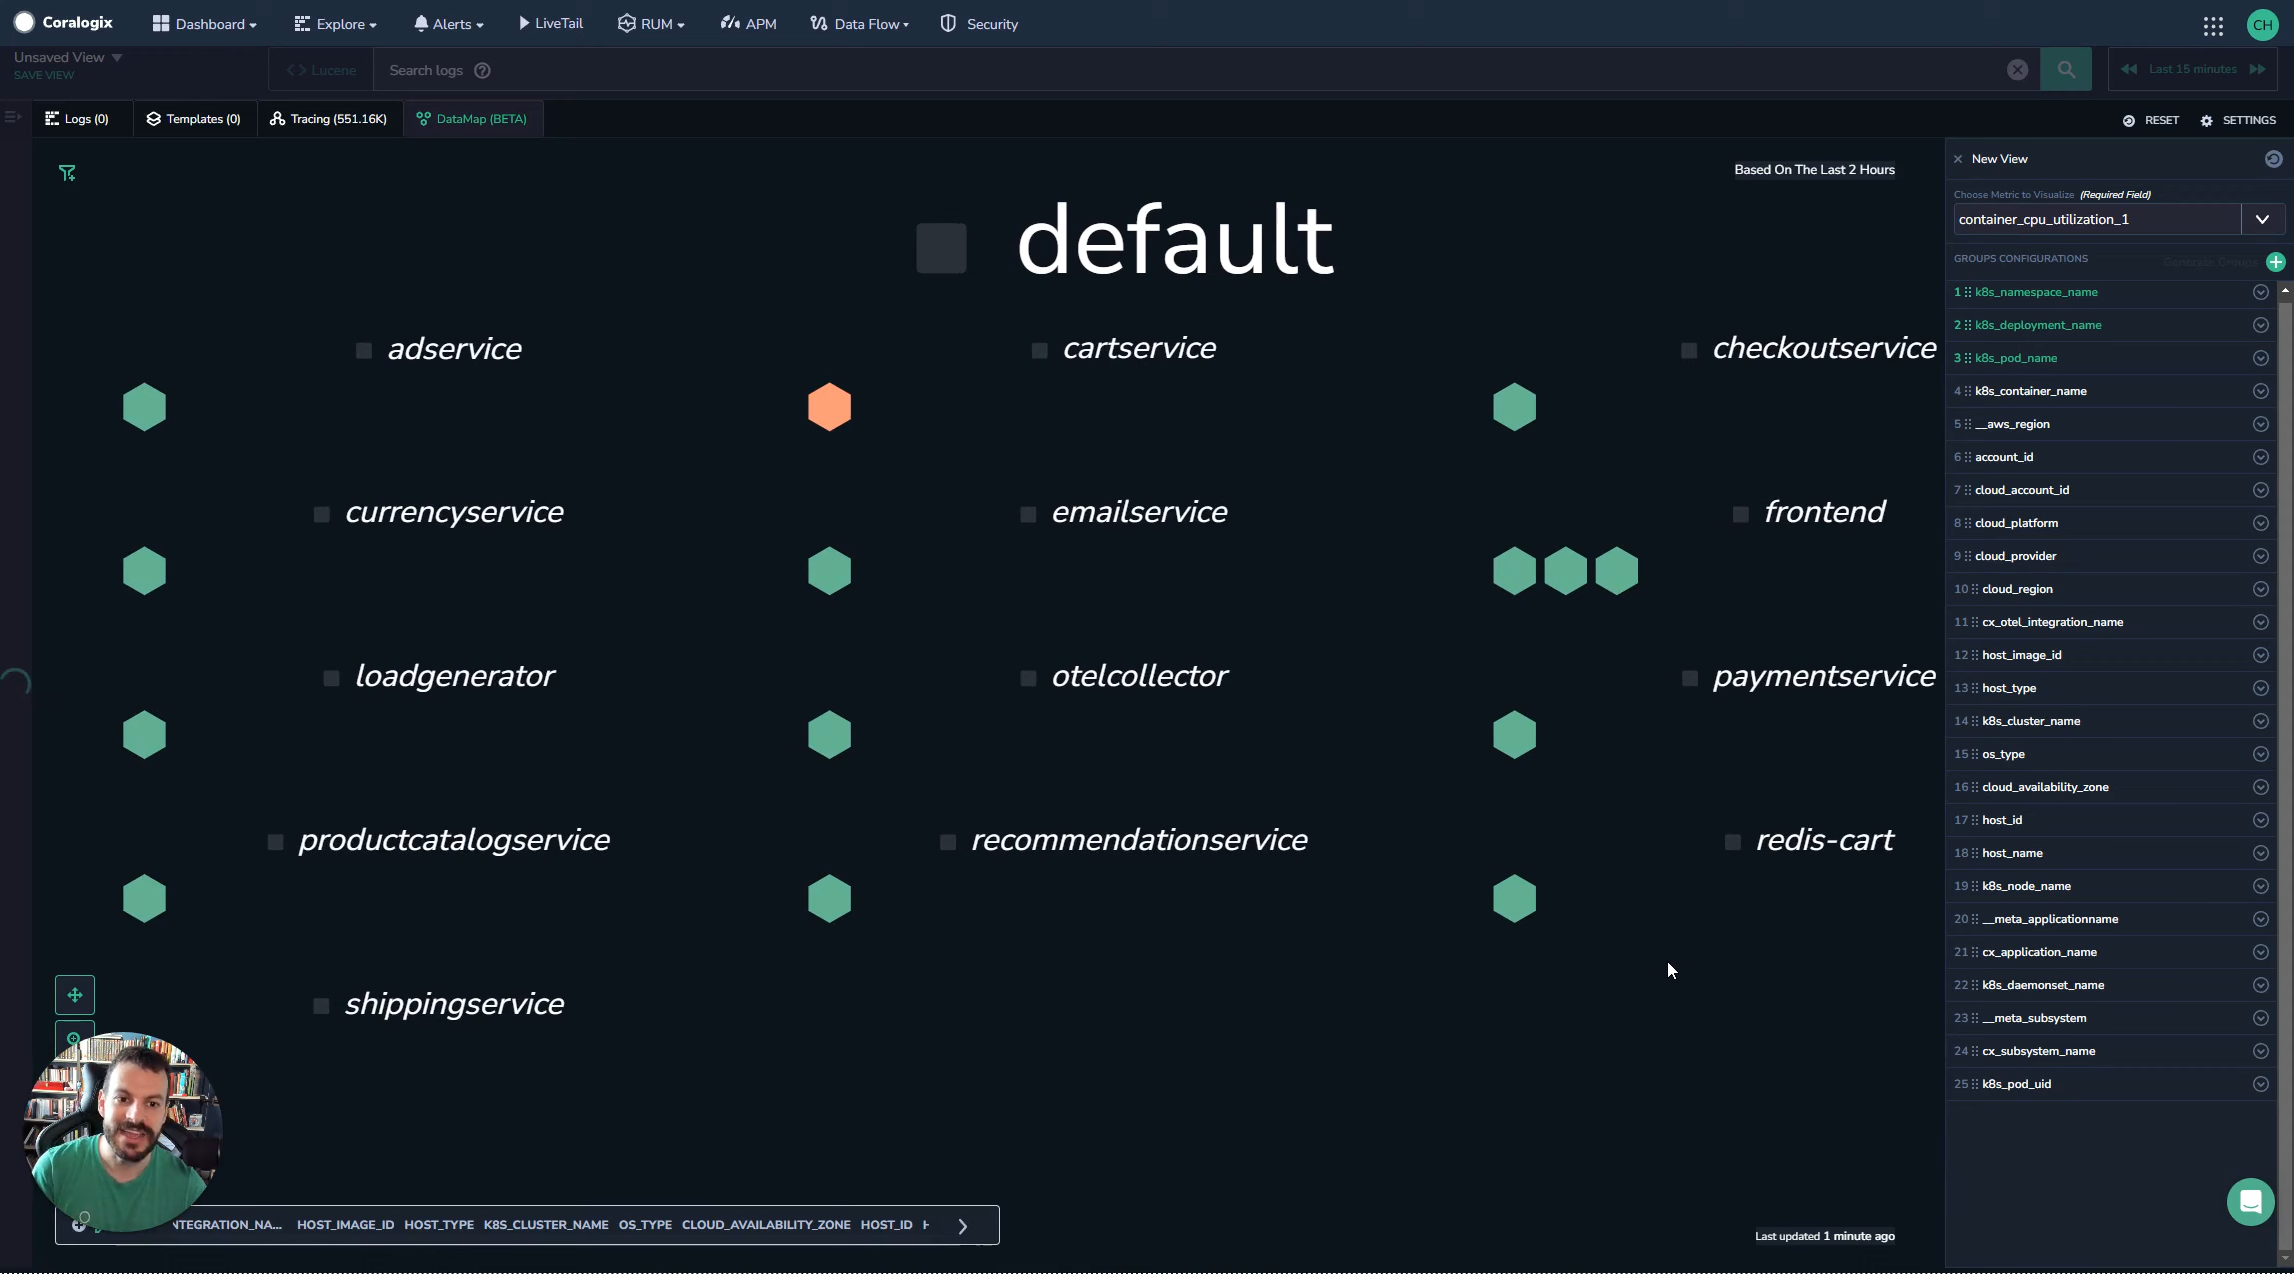 Coralogix Dashboard Explore Alerts LiveTail RUM APM Data Flow Security CH
Unsaved View
SAVE VIEW
Lucene Search logs Last 15 minutes
Logs (0) Templates (0) Tracing (551.16K) DataMap (BETA) RESET SETTINGS
Based On The Last 2 Hours
default
adservice cartservice checkoutservice
currencyservice emailservice frontend
loadgenerator otelcollector paymentservice
productcatalogservice recommendationservice redis-cart
shippingservice
NTEGRATION_NA... HOST_IMAGE_ID HOST_TYPE K8S_CLUSTER_NAME OS_TYPE CLOUD_AVAILABILITY_ZONE HOST_ID H
Last updated 1 minute ago
New View
Choose Metric to Visualize (Required Field)
container_cpu_utilization_1
GROUPS CONFIGURATIONS Generate Groups
1 k8s_namespace_name
2 k8s_deployment_name
3 k8s_pod_name
4 k8s_container_name
5 __aws_region
6 account_id
7 cloud_account_id
8 cloud_platform
9 cloud_provider
10 cloud_region
11 cx_otel_integration_name
12 host_image_id
13 host_type
14 k8s_cluster_name
15 os_type
16 cloud_availability_zone
17 host_id
18 host_name
19 k8s_node_name
20 __meta_applicationname
21 cx_application_name
22 k8s_daemonset_name
23 __meta_subsystem
24 cx_subsystem_name
25 k8s_pod_uid